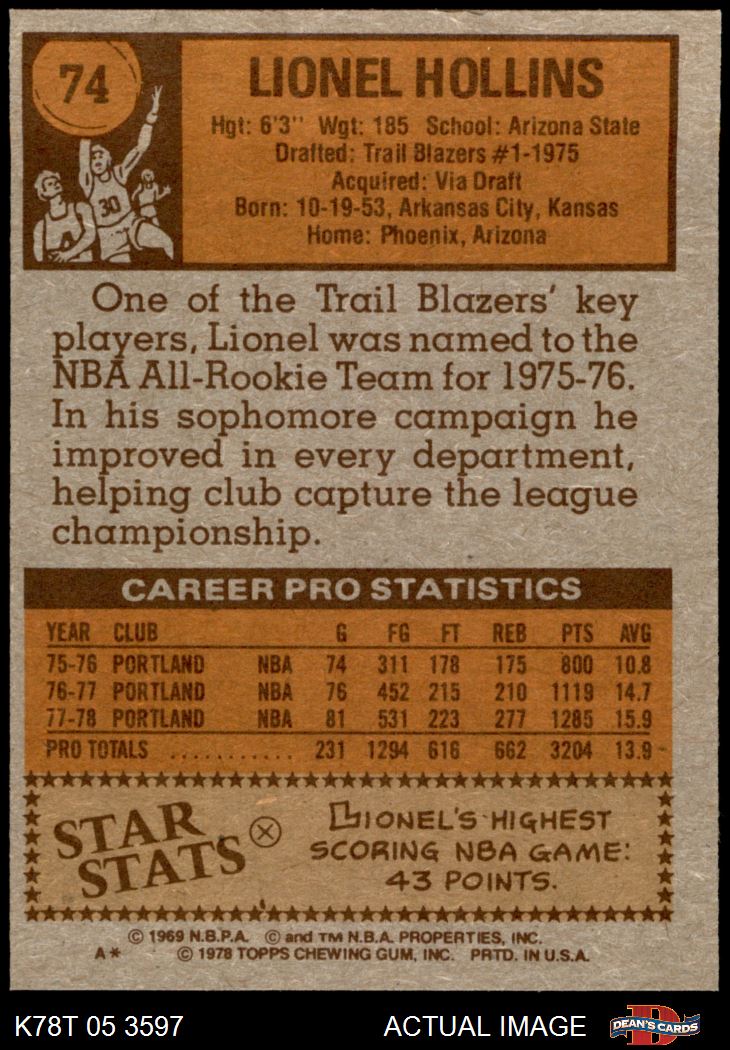 74
LIONEL HOLLINS
Hgt: 6'3" Wgt: 185 School: Arizona State
Drafted: Trail Blazers #1-1975
Acquired: Via Draft
Born: 10-19-53, Arkansas City, Kansas
Home: Phoenix, Arizona
30
One of the Trail Blazers' key
players, Lionel was named to the
NBA All-Rookie Team for 1975-76.
In his sophomore campaign he
improved in every department,
helping club capture the league
championship.
CAREER PRO STATISTICS
YEAR CLUB G FG FT REB PTS AVG
75-76 PORTLAND NBA 74 311 178 175 800 10.8
76-77 PORTLAND NBA 76 452 215 210 1119 14.7
77-78 PORTLAND NBA 81 531 223 277 1285 15.9
PRO TOTALS ........... 231 1294 616 662 3204 13.9
STAR
STATS
LIONEL'S HIGHEST
SCORING NBA GAME:
43 POINTS.
© 1969 N.B.P.A. © and TM N.B.A. PROPERTIES, INC.
A* © 1978 TOPPS CHEWING GUM, INC. PRTD. IN U.S.A.
K78T 05 3597 ACTUAL IMAGE D DEAN'S CARDS